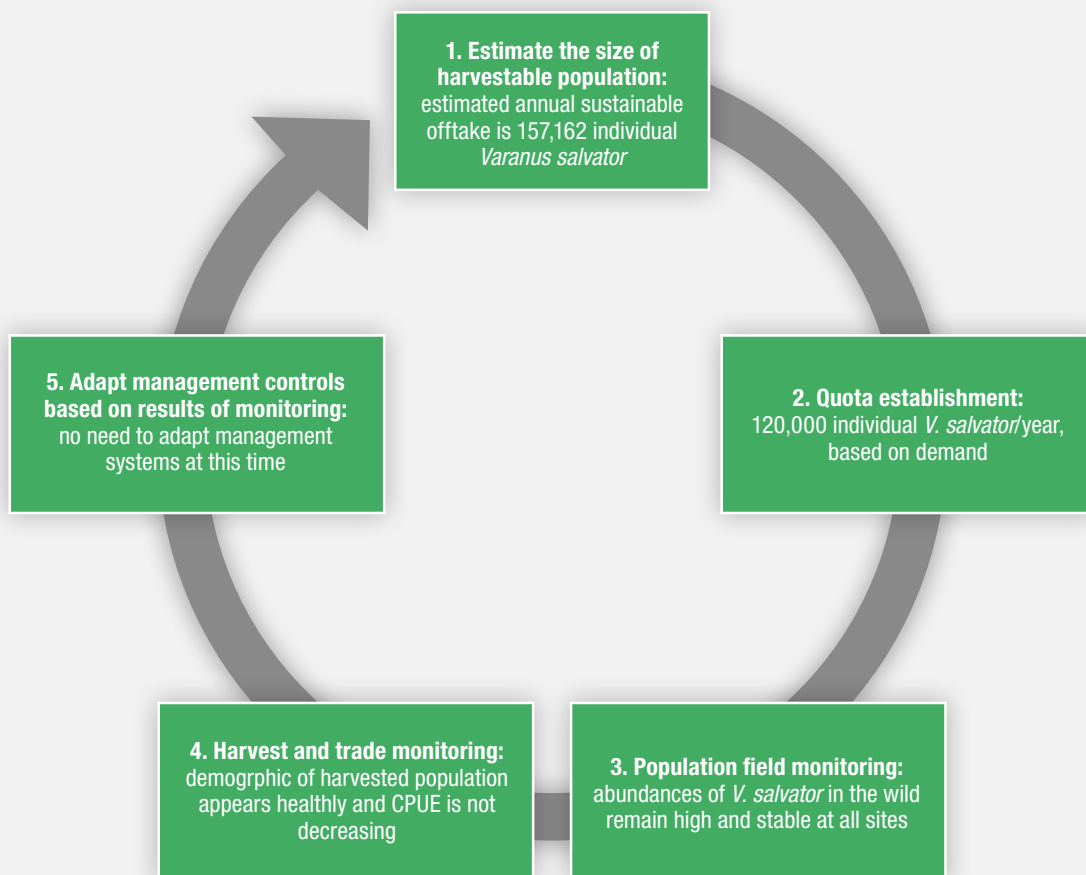 1. Estimate the size of
harvestable population:
estimated annual sustainable
offtake is 157,162 individual
Varanus salvator
2. Quota establishment:
120,000 individual V. salvator/year,
based on demand
3. Population field monitoring:
abundances of V. salvator in the wild
remain high and stable at all sites
4. Harvest and trade monitoring:
demogrphic of harvested population
appears healthly and CPUE is not
decreasing
5. Adapt management controls
based on results of monitoring:
no need to adapt management
systems at this time